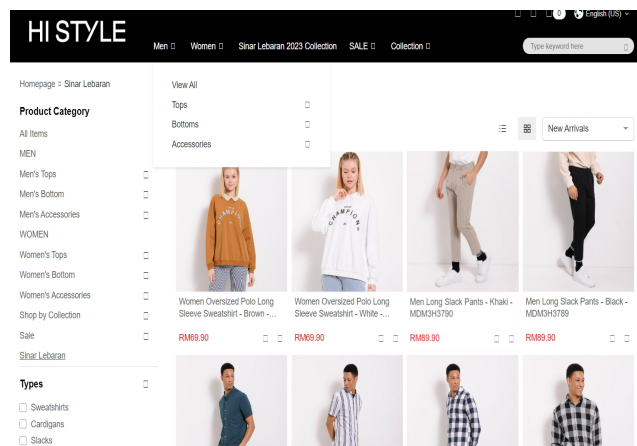 HI STYLE
0
English (US)
Men
Women
Sinar Lebaran 2023 Collection
SALE
Collection
Type keyword here
Homepage
Sinar Lebaran
View All
Tops
Bottoms
Accessories
Product Category
All Items
MEN
Men's Tops
Men's Bottom
Men's Accessories
WOMEN
Women's Tops
Women's Bottom
Women's Accessories
Shop by Collection
Sale
Sinar Lebaran
Types
Sweatshirts
Cardigans
Slacks
New Arrivals
CHAMPION
CHAMPION
Women Oversized Polo Long
Sleeve Sweatshirt - Brown -...
RM69.90
Women Oversized Polo Long
Sleeve Sweatshirt - White -...
RM69.90
Men Long Slack Pants - Khaki -
MDM3H3790
RM89.90
Men Long Slack Pants - Black -
MDM3H3789
RM89.90